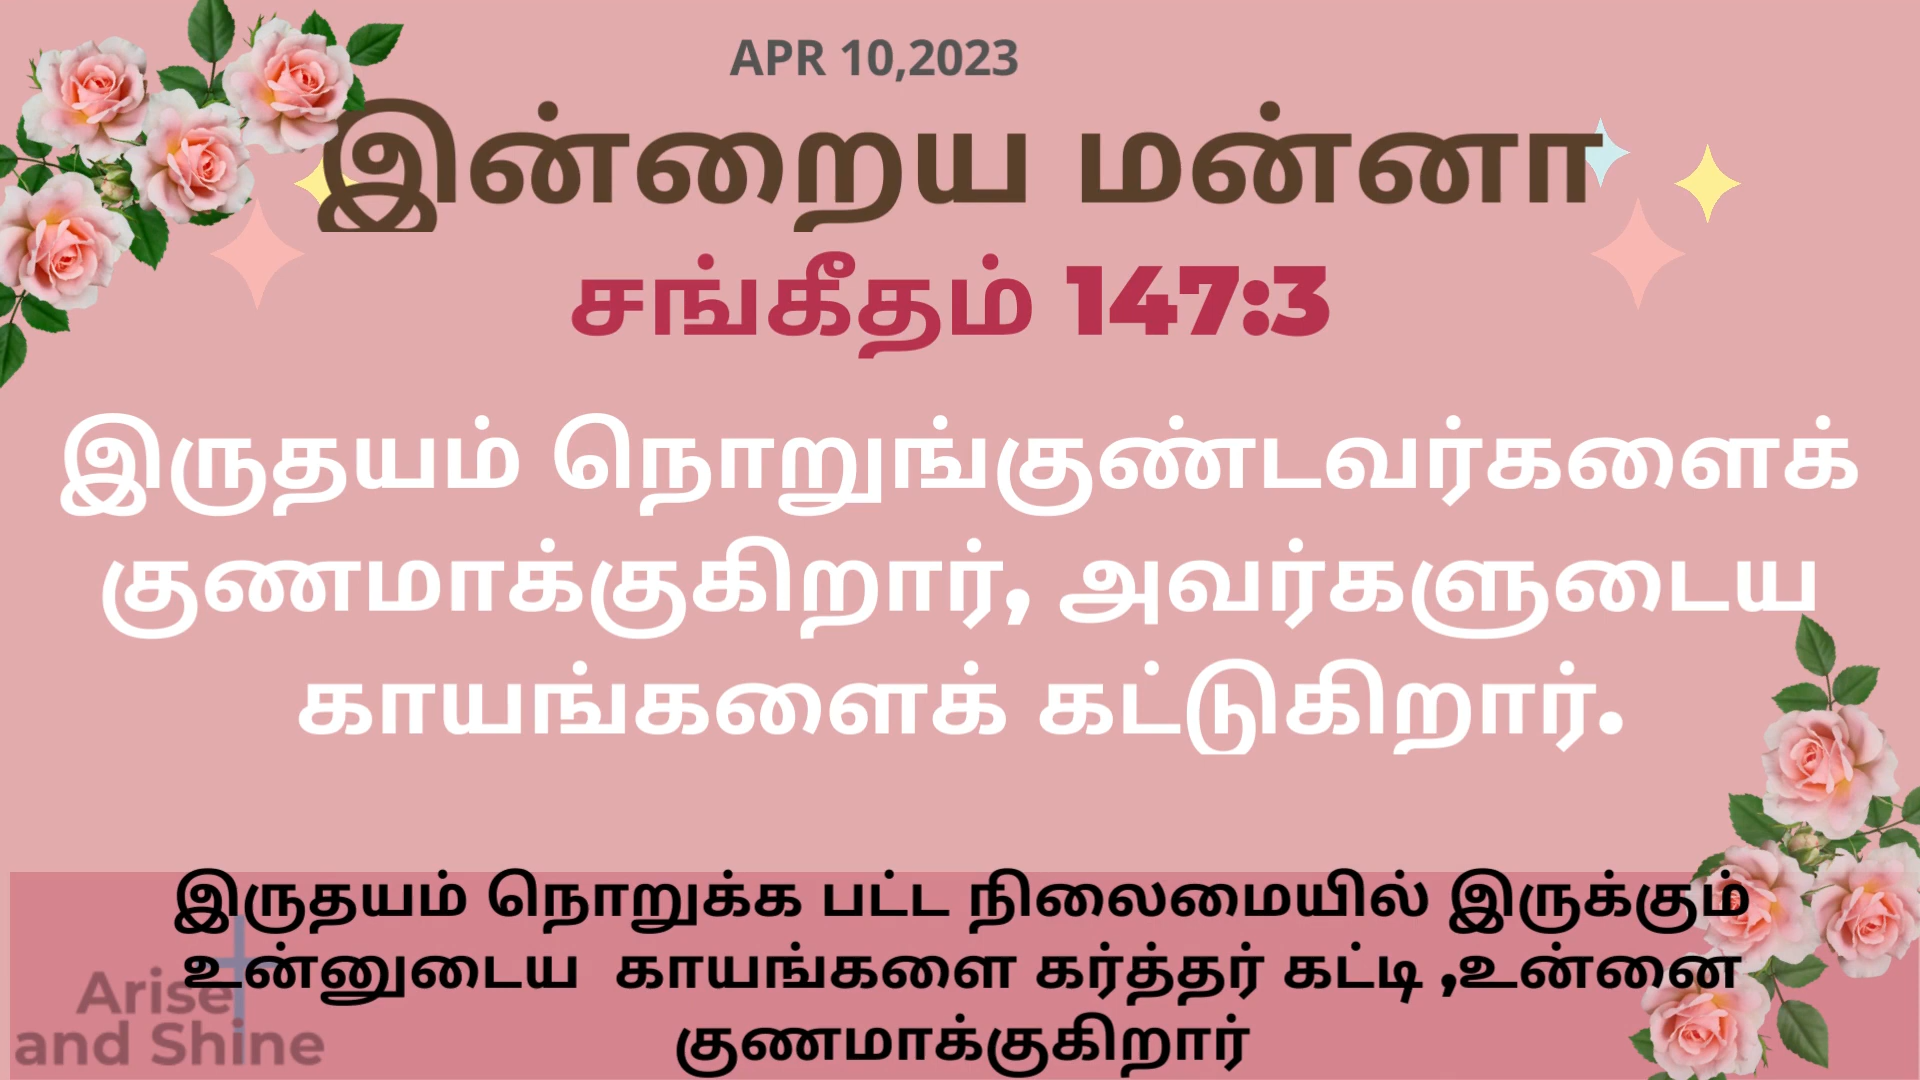 APR 10,2023
இன்றைய மன்னா
சங்கீதம் 147:3
இருதயம் நொறுங்குண்டவர்களைக்
குணமாக்குகிறார், அவர்களுடைய
காயங்களைக் கட்டுகிறார்.
இருதயம் நொறுக்க பட்ட நிலைமையில் இருக்கும்
உன்னுடைய காயங்களை கர்த்தர் கட்டி ,உன்னை
குணமாக்குகிறார்
Arise
and Shine